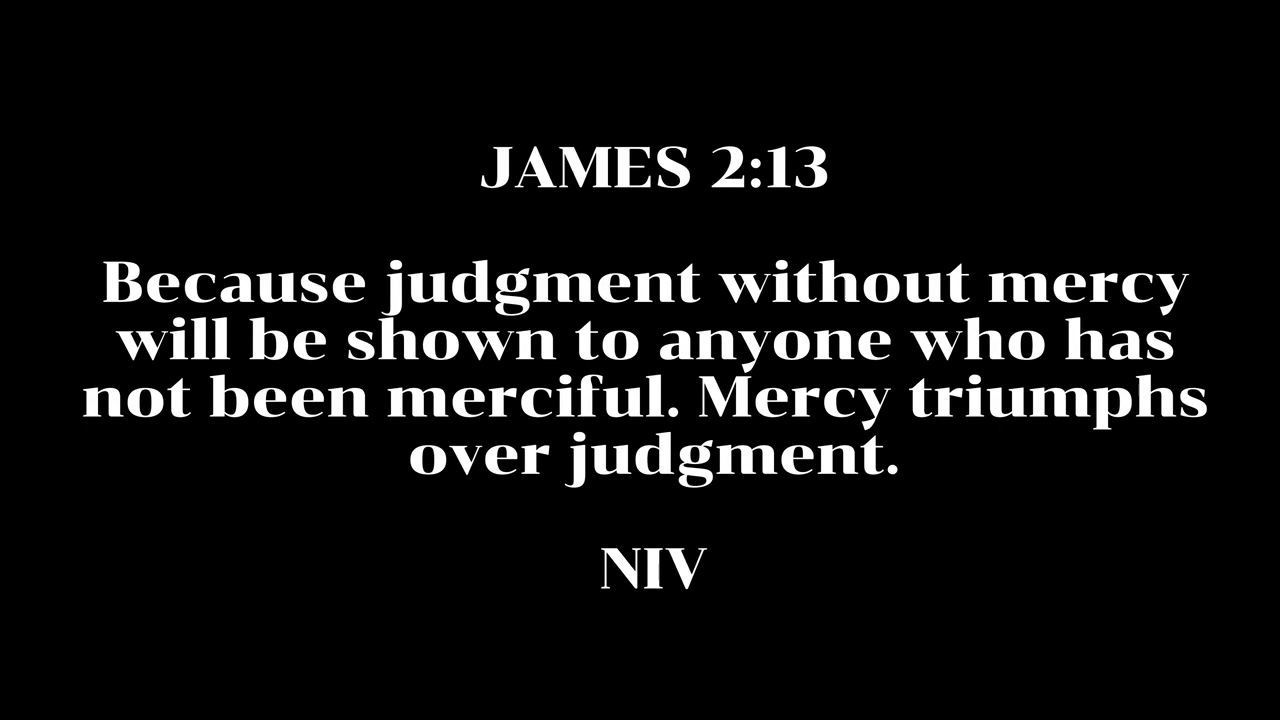 JAMES 2:13
Because judgment without mercy
will be shown to anyone who has
not been merciful. Mercy triumphs
over judgment.
NIV